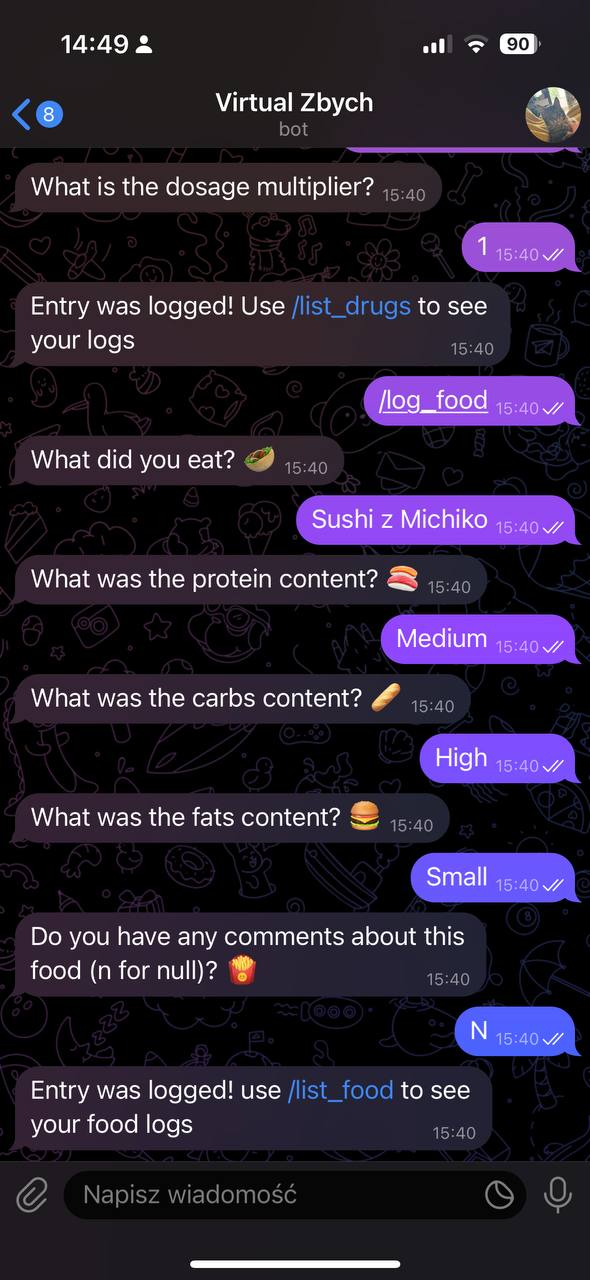 14:49
90
8
Virtual Zbych
bot
What is the dosage multiplier? 15:40
1 15:40
Entry was logged! Use /list_drugs to see
your logs 15:40
/log_food 15:40
What did you eat? 🥙 15:40
Sushi z Michiko 15:40
What was the protein content? 🍣 15:40
Medium 15:40
What was the carbs content? 🥖 15:40
High 15:40
What was the fats content? 🍔 15:40
Small 15:40
Do you have any comments about this
food (n for null)? 🍟 15:40
N 15:40
Entry was logged! use /list_food to see
your food logs 15:40
Napisz wiadomość